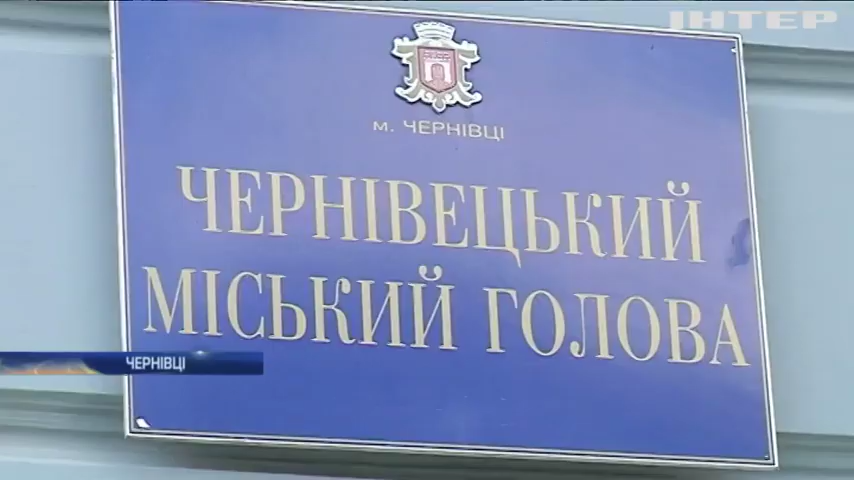 ІНТЕР
м. ЧЕРНІВЦІ
ЧЕРНІВЕЦЬКИЙ
МІСЬКИЙ ГОЛОВА
ЧЕРНІВЦІ